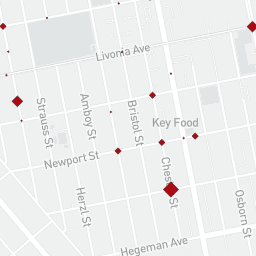 Livonia Ave
Strauss St
Amboy St
Bristol St
Key Food
Newport St
Herzl St
St
Osborn St
Hegeman Ave